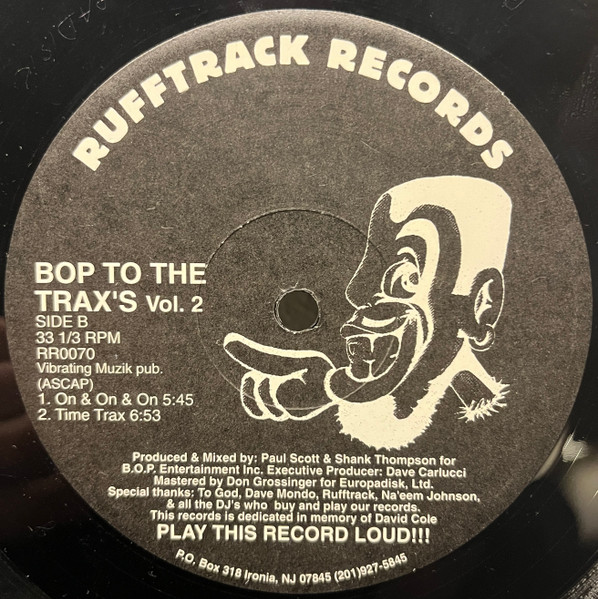 RUFFTRACK RECORDS
BOP TO THE
TRAX'S Vol. 2
SIDE B
33 1/3 RPM
RR0070
Vibrating Muzik pub.
(ASCAP)
1. On & On & On 5:45
2. Time Trax 6:53
Produced & Mixed by: Paul Scott & Shank Thompson for
B.O.P. Entertainment Inc. Executive Producer: Dave Carlucci
Mastered by Don Grossinger for Europadisk, Ltd.
Special thanks: To God, Dave Mondo, Rufftrack, Na'eem Johnson,
& all the DJ's who buy and play our records.
This records is dedicated in memory of David Cole
PLAY THIS RECORD LOUD!!!
P.O. Box 318 Ironia, NJ 07845 (201)927-5845